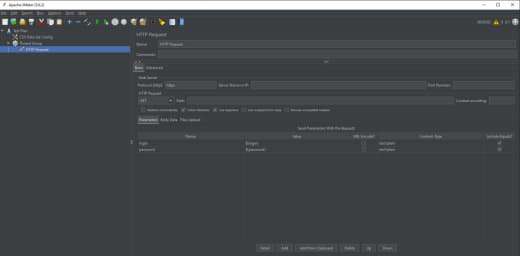 Apache JMeter (5.6.2)
File Edit Search Run Options Tools Help
Test Plan
CSV Data Set Config
Thread Group
HTTP Request
HTTP Request
Name: HTTP Request
Comments:
Basic Advanced
Web Server
Protocol [http]: https Server Name or IP: Port Number:
HTTP Request
GET Path: Content encoding:
Redirect Automatically Follow Redirects Use KeepAlive Use multipart/form-data Browser-compatible headers
Parameters Body Data Files Upload
Send Parameters With the Request:
Name: Value URL Encode? Content-Type Include Equals?
login ${login} text/plain
password ${password} text/plain
Detail Add Add from Clipboard Delete Up Down